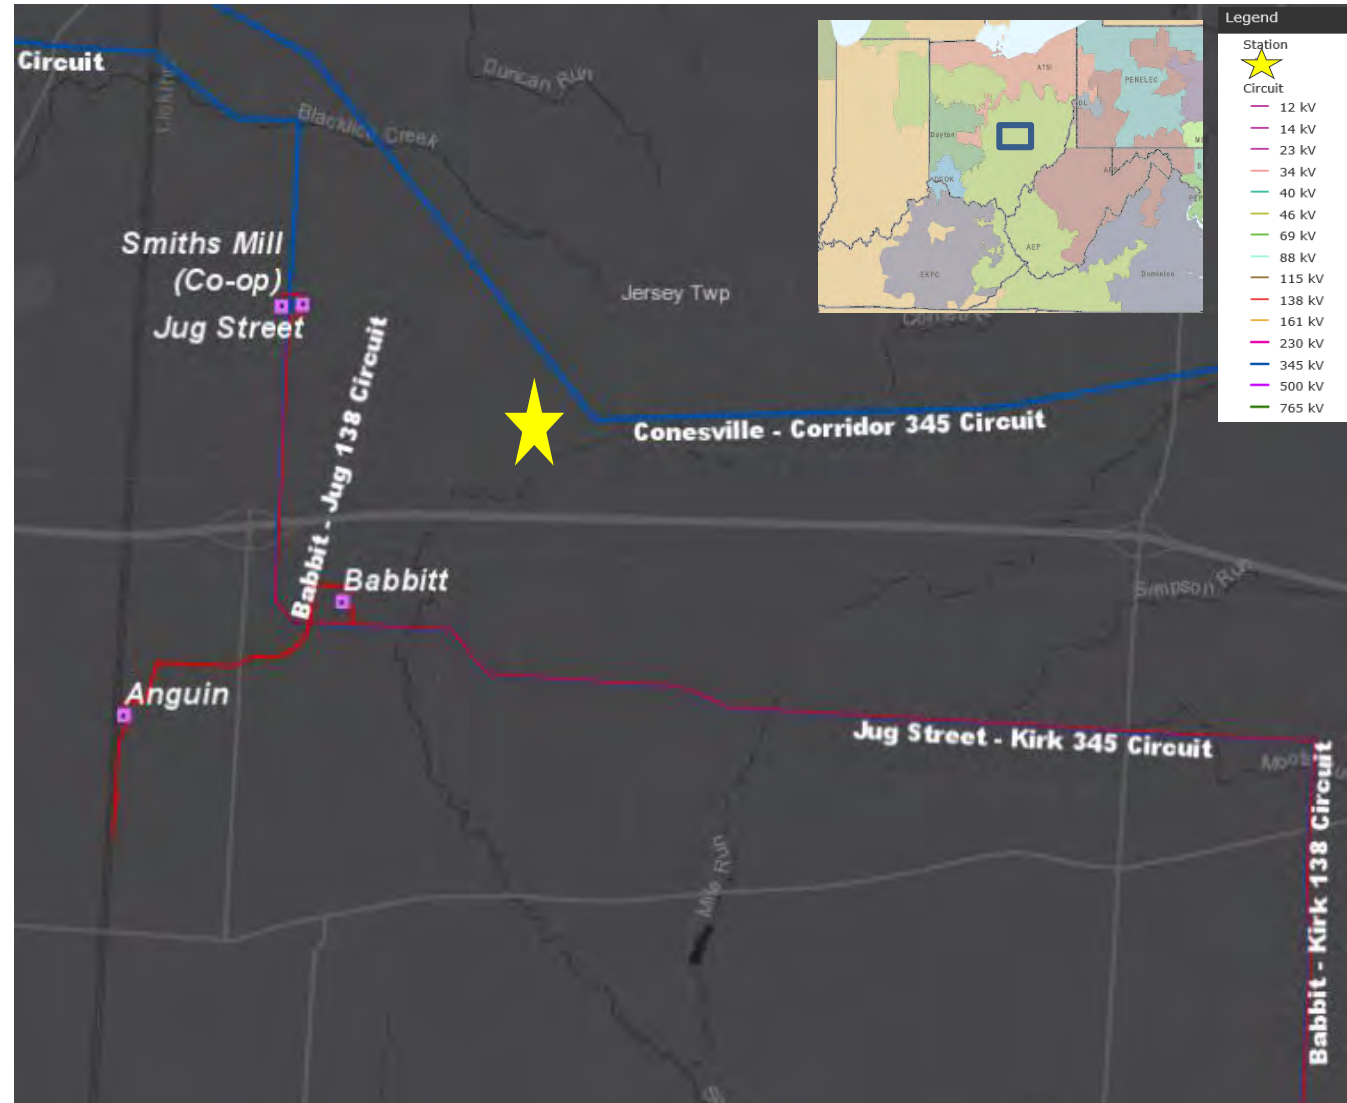 Circuit
Licking
Duncan Run
Blacklick Creek
Smiths Mill
(Co-op)
Jug Street
Jersey Twp
Babbit - Jug 138 Circuit
Conesville - Corridor 345 Circuit
Babbitt
Simpson Run
Anguin
Jug Street - Kirk 345 Circuit
Babbit - Kirk 138 Circuit
Mile Run
ATSI
PENELEC
Dayton
AEP
EKPC
Dominion
Legend
Station
Circuit
12 kV
14 kV
23 kV
34 kV
40 kV
46 kV
69 kV
88 kV
115 kV
138 kV
161 kV
230 kV
345 kV
500 kV
765 kV